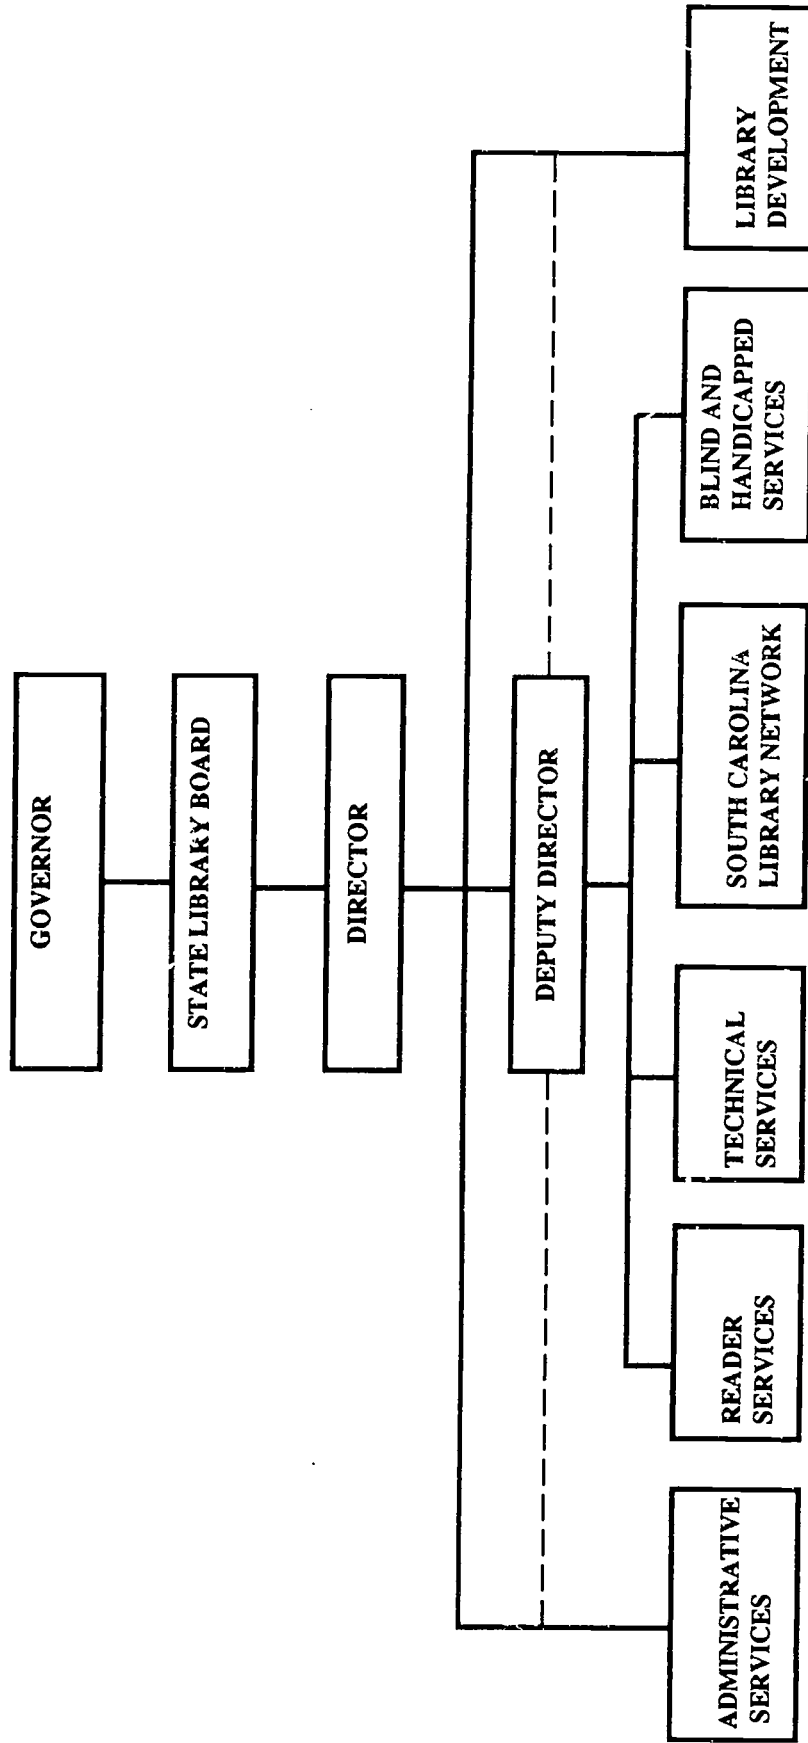 GOVERNOR
STATE LIBRARY BOARD
DIRECTOR
DEPUTY DIRECTOR
ADMINISTRATIVE
SERVICES
READER
SERVICES
TECHNICAL
SERVICES
SOUTH CAROLINA
LIBRARY NETWORK
BLIND AND
HANDICAPPED
SERVICES
LIBRARY
DEVELOPMENT